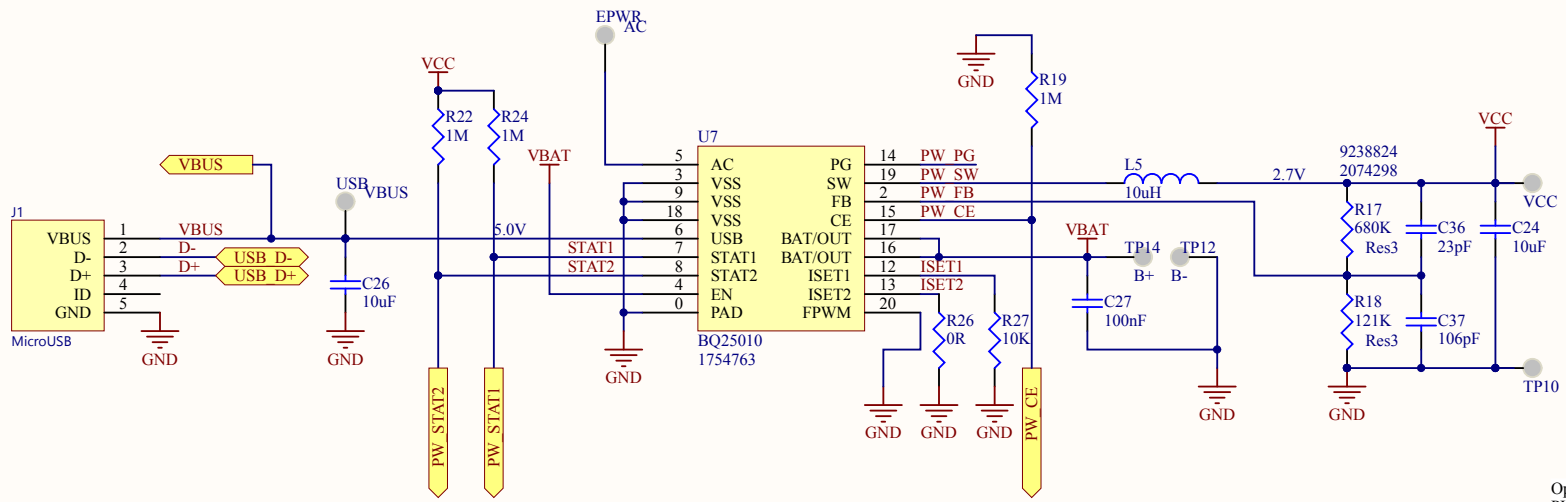 EPWR
AC
VCC
R22
1M
R24
1M
VBAT
VBUS
USB
VBUS
J1
VBUS
D-
D+
ID
GND
1
2
3
4
5
VBUS
D-
D+
USB_D-
USB_D+
MicroUSB
GND
C26
10uF
GND
5.0V
STAT1
STAT2
PW_STAT2
PW_STAT1
GND
U7
5
3
9
18
6
7
8
4
0
AC
VSS
VSS
VSS
USB
STAT1
STAT2
EN
PAD
PG
SW
FB
CE
BAT/OUT
BAT/OUT
ISET1
ISET2
FPWM
14
19
2
15
17
16
12
13
20
BQ25010
1754763
PW_PG
PW_SW
PW_FB
PW_CE
ISET1
ISET2
GND
R19
1M
R26
0R
R27
10K
GND
GND
GND
PW_CE
L5
10uH
2.7V
VBAT
TP14
B+
TP12
B-
C27
100nF
GND
9238824
2074298
R17
680K
Res3
R18
121K
Res3
C36
23pF
C37
106pF
GND
VCC
C24
10uF
VCC
TP10